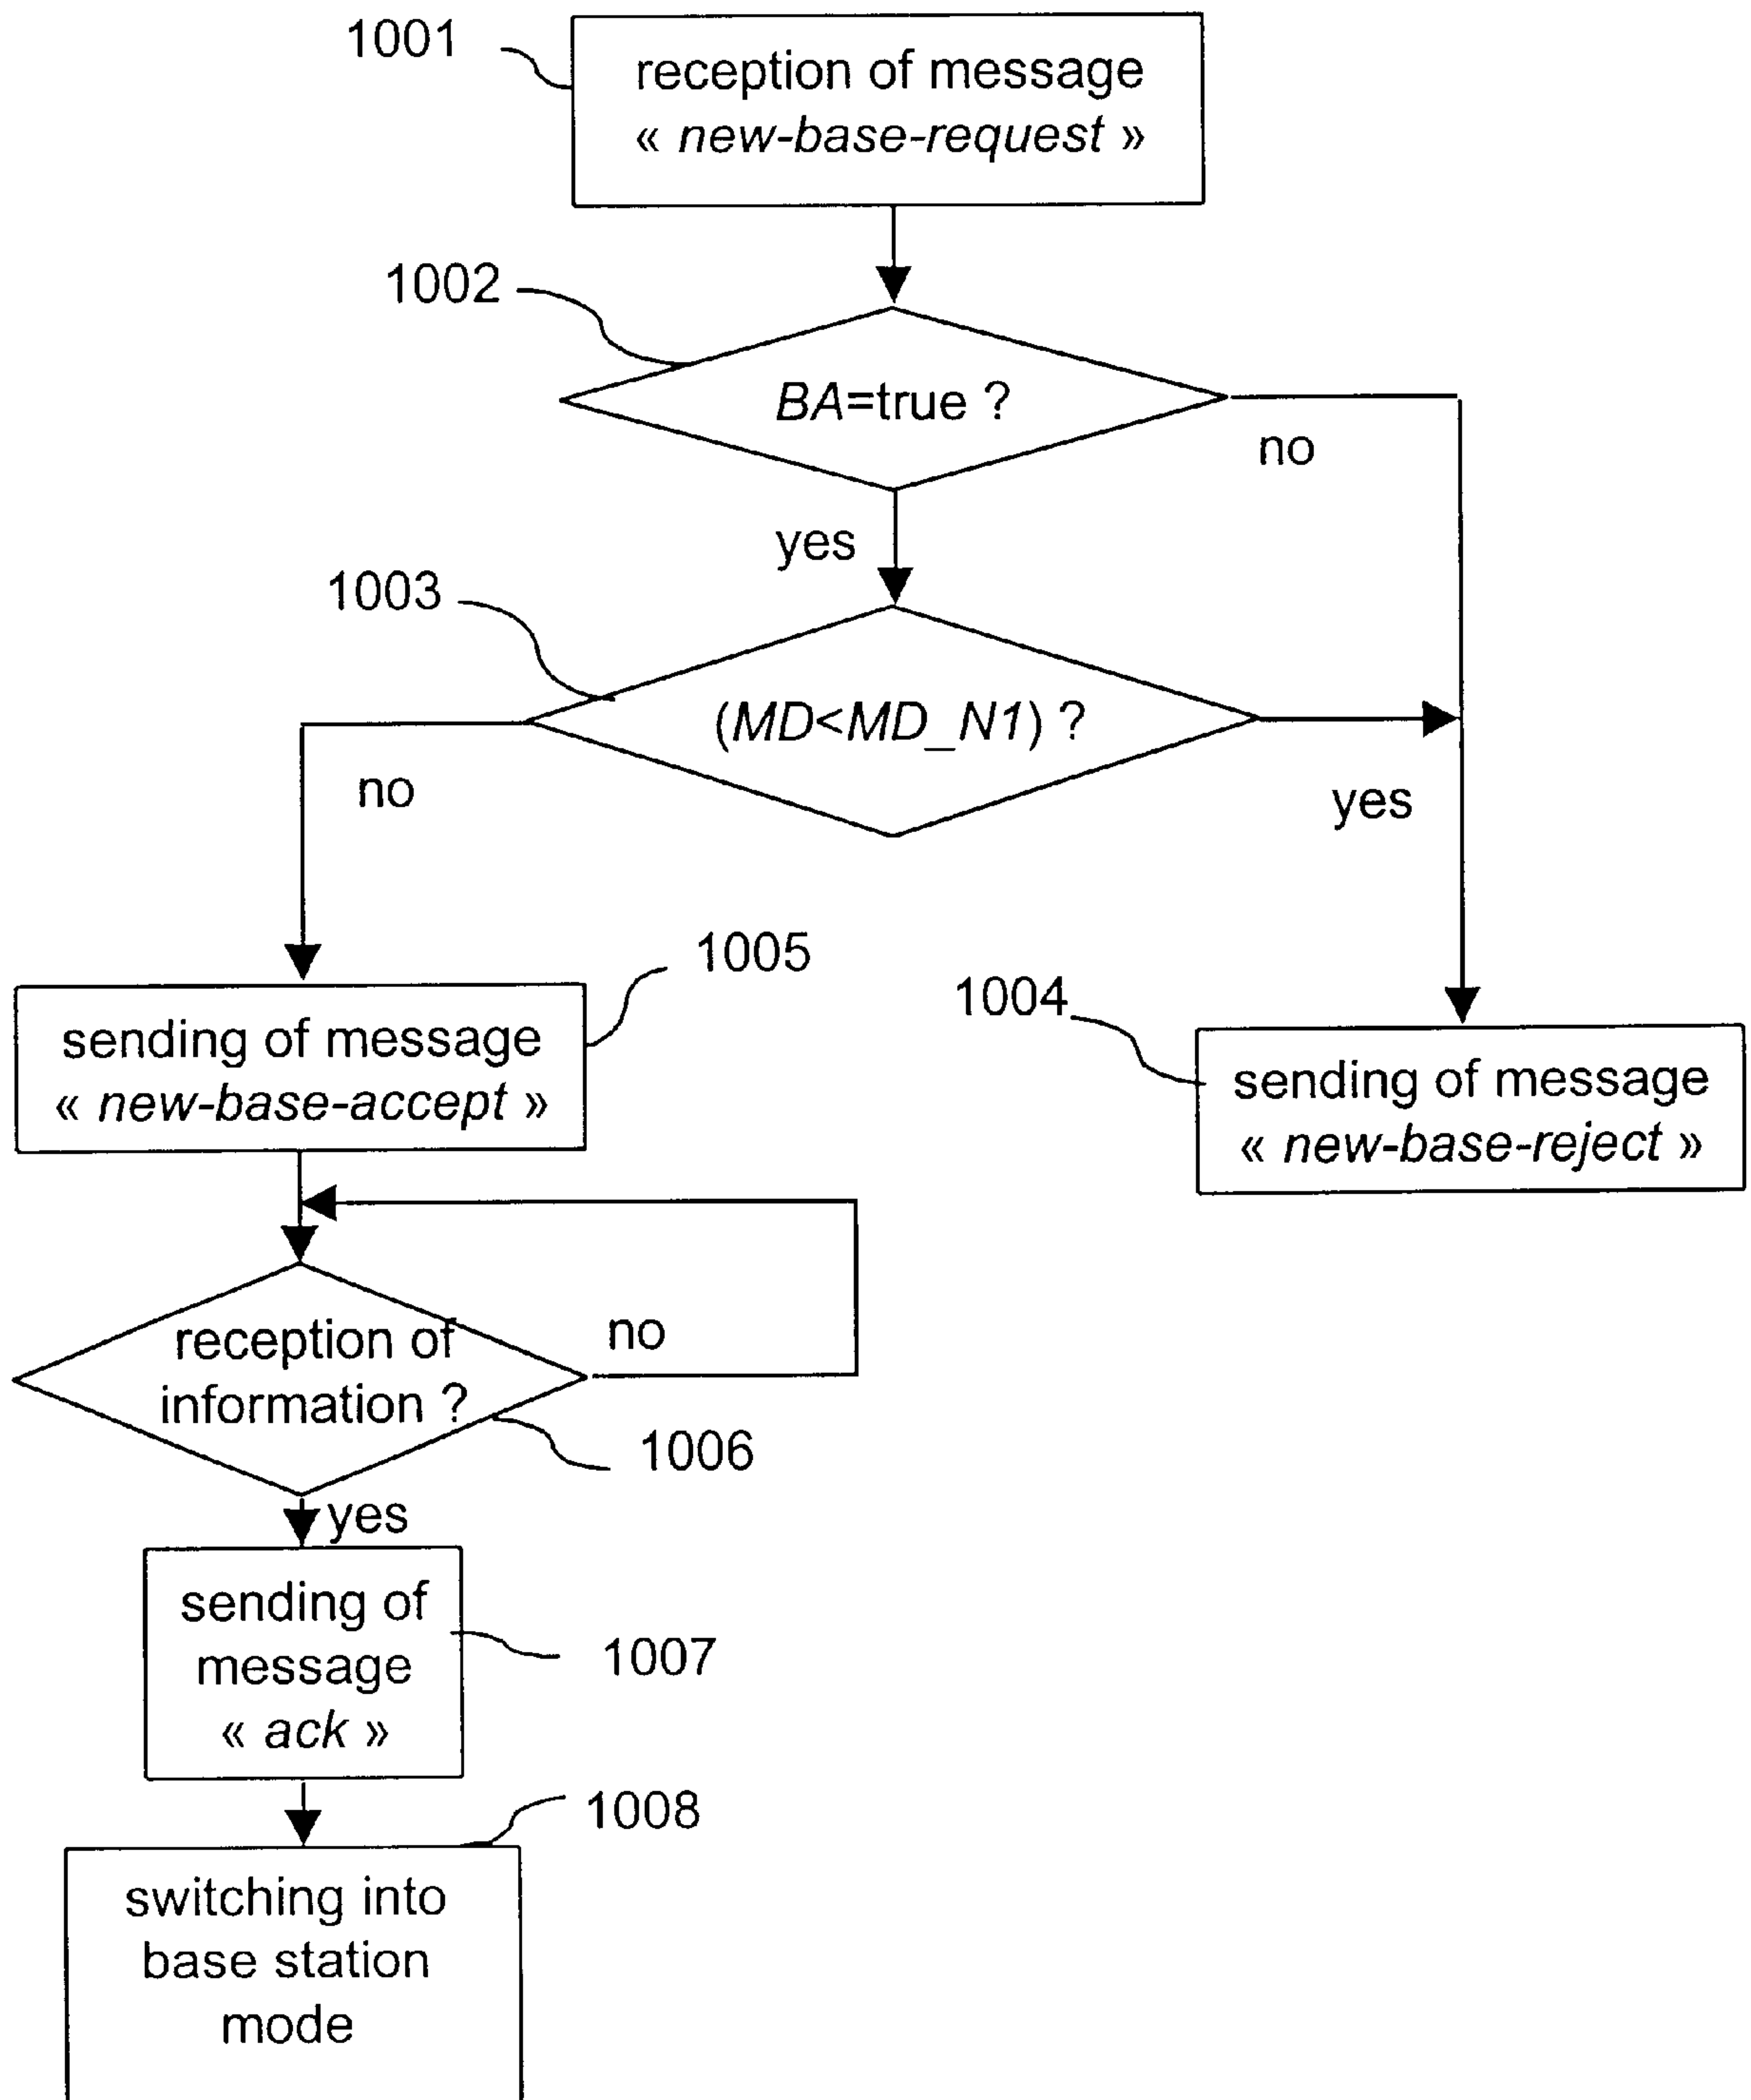 1001
reception of message
« new-base-request »
1002
BA=true ?
no
yes
1003
(MD<MD_N1) ?
no
yes
1005
sending of message
« new-base-accept »
1004
sending of message
« new-base-reject »
reception of
information ?
no
1006
yes
sending of
message
« ack »
1007
1008
switching into
base station
mode